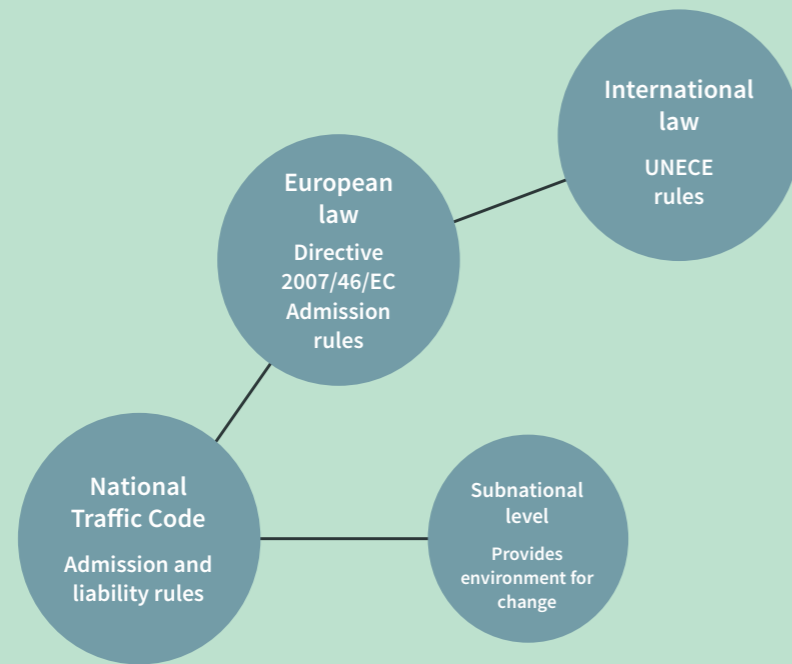 International
law
UNECE
rules
European
law
Directive
2007/46/EC
Admission
rules
National
Traffic Code
Admission and
liability rules
Subnational
level
Provides
environment for
change